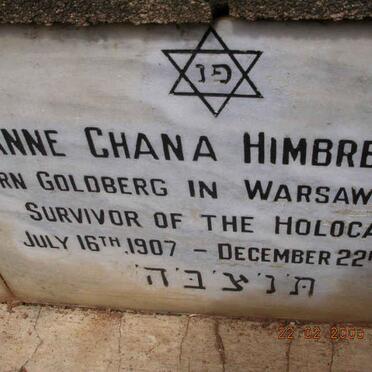 פנ
ANNE CHANA HIMBRE
RN GOLDBERG IN WARSAW
SURVIVOR OF THE HOLOCA
JULY 16TH, 1907 – DECEMBER 22
ת' נ' צ' ב' ה'
22 02 2006